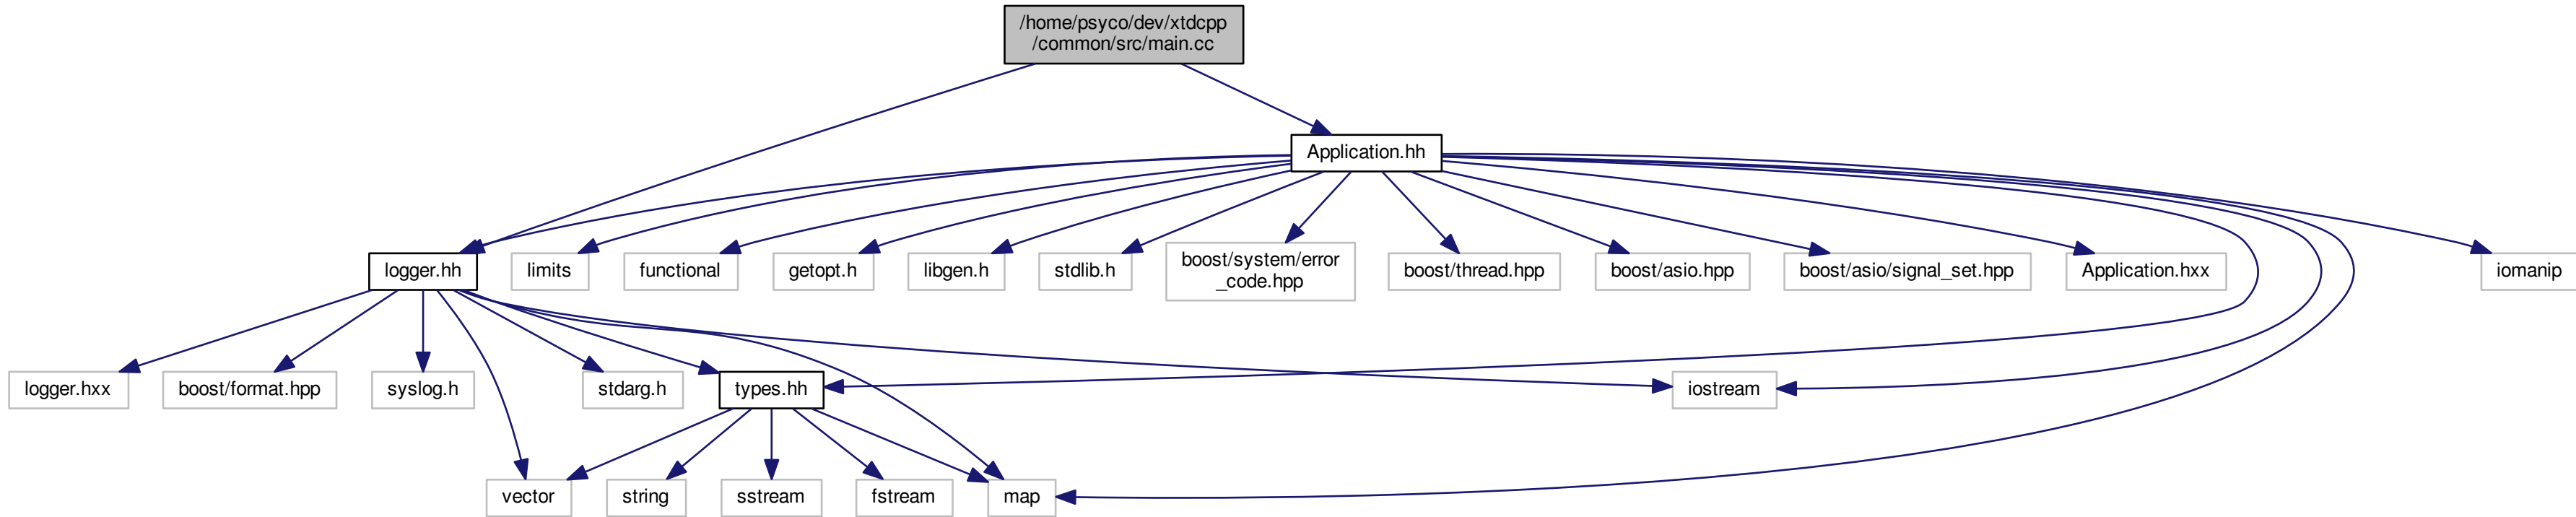 /home/psyco/dev/xtdcpp
/common/src/main.cc
Application.hh
logger.hh
limits
functional
getopt.h
libgen.h
stdlib.h
boost/system/error
_code.hpp
boost/thread.hpp
boost/asio.hpp
boost/asio/signal_set.hpp
Application.hxx
iomanip
logger.hxx
boost/format.hpp
syslog.h
stdarg.h
types.hh
iostream
vector
string
sstream
fstream
map